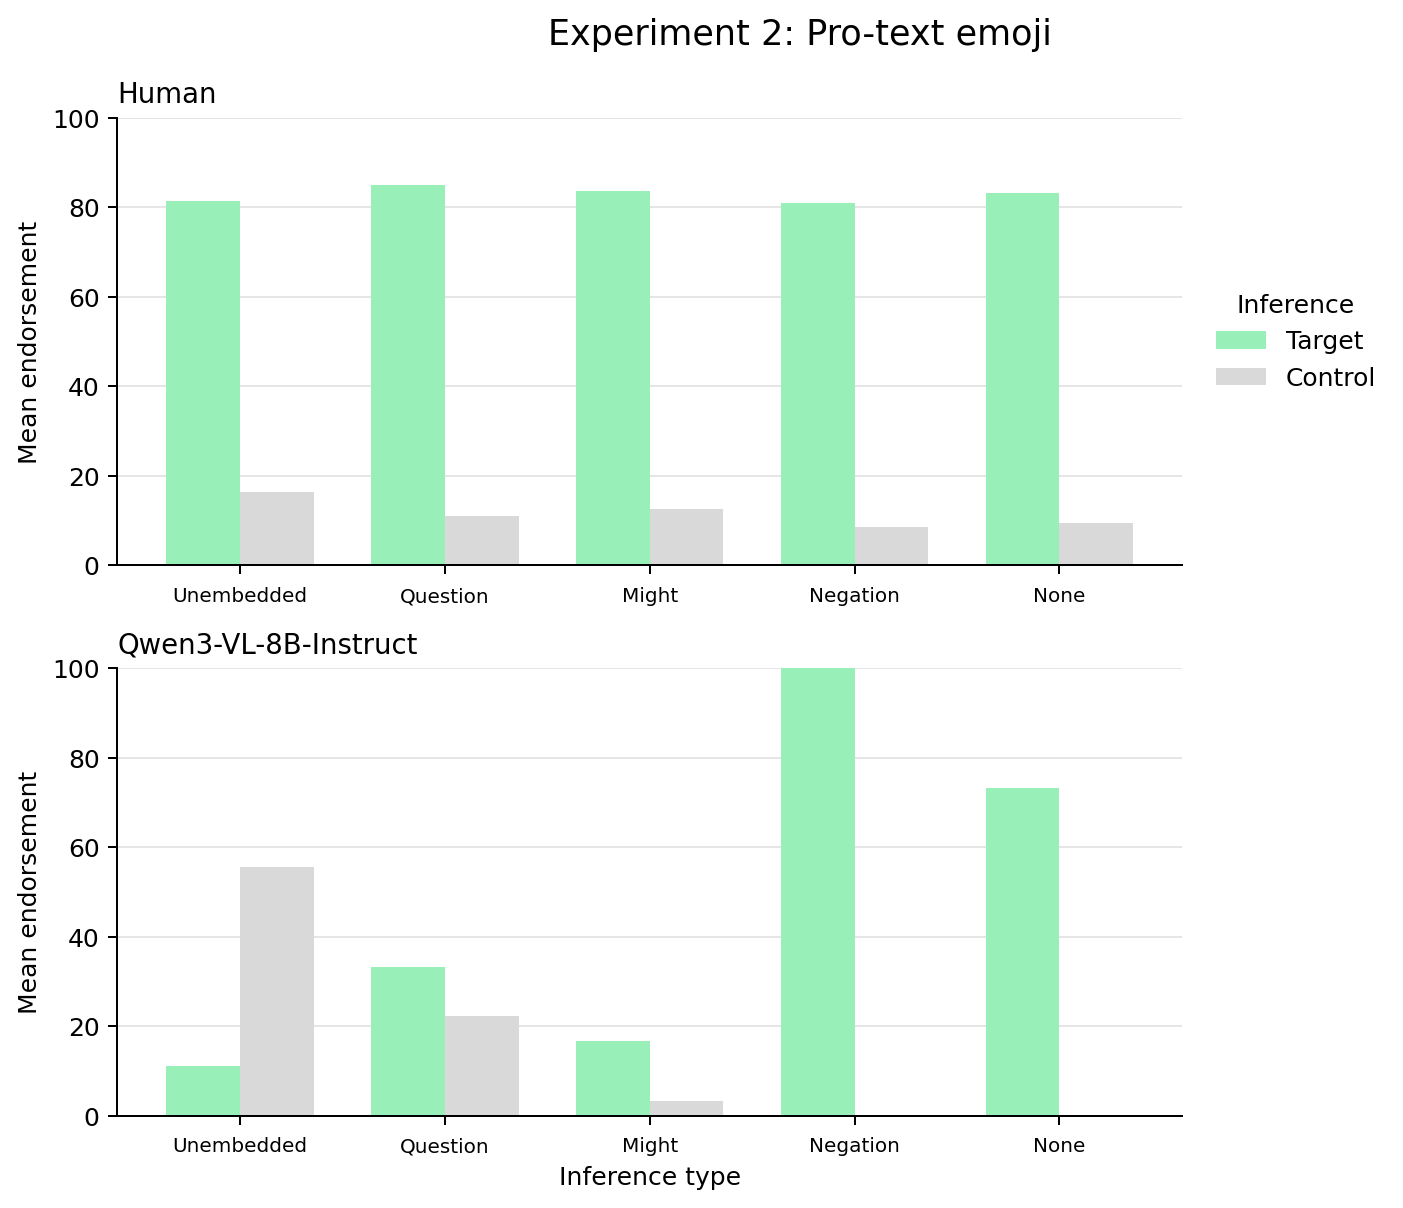 Experiment 2: Pro-text emoji
Human
Mean endorsement
100
80
60
40
20
0
Unembedded Question Might Negation None
Inference
Target
Control
Qwen3-VL-8B-Instruct
Mean endorsement
100
80
60
40
20
0
Unembedded Question Might Negation None
Inference type